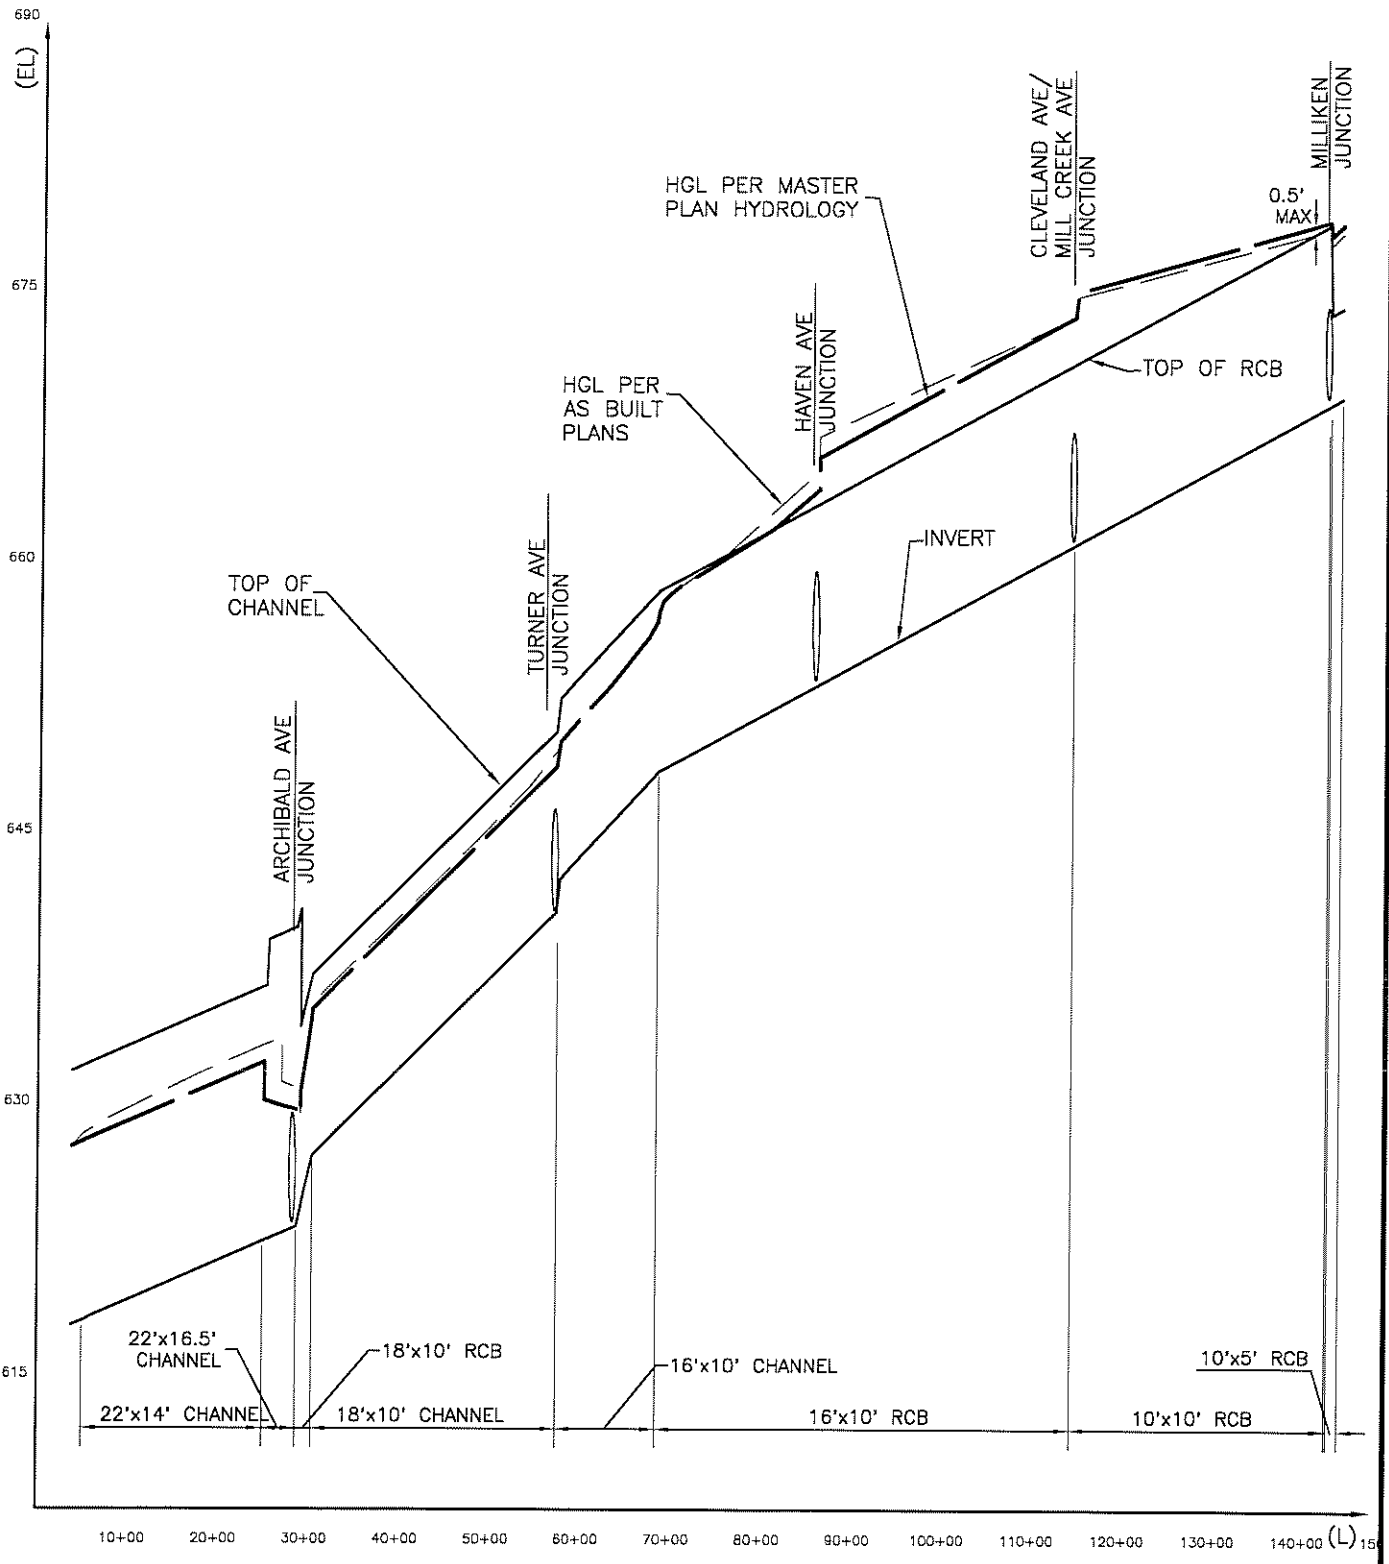 690
(EL)
675
660
645
630
615
CLEVELAND AVE/
MILL CREEK AVE
JUNCTION
MILLIKEN
JUNCTION
0.5'
MAX
HGL PER MASTER
PLAN HYDROLOGY
HAVEN AVE
JUNCTION
TOP OF RCB
HGL PER
AS BUILT
PLANS
INVERT
TURNER AVE
JUNCTION
TOP OF
CHANNEL
ARCHIBALD AVE
JUNCTION
22'x16.5'
CHANNEL
18'x10' RCB
16'x10' CHANNEL
10'x5' RCB
22'x14' CHANNEL
18'x10' CHANNEL
16'x10' RCB
10'x10' RCB
10+00 20+00 30+00 40+00 50+00 60+00 70+00 80+00 90+00 100+00 110+00 120+00 130+00 140+00 (L)